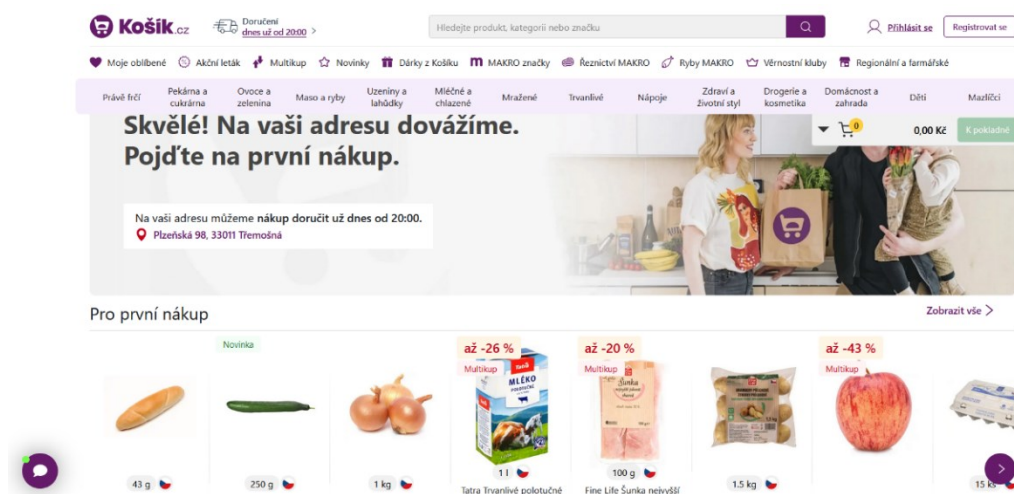 Košík.cz
Doručení
dnes už od 20:00 >
Hledejte produkt, kategorii nebo značku
Přihlásit se
Registrovat se
Moje oblíbené
Akční leták
Multikup
Novinky
Dárky z Košíku
MAKRO značky
Řeznictví MAKRO
Ryby MAKRO
Věrnostní kluby
Regionální a farmářské
Právě frčí
Pekárna a
cukrárna
Ovoce a
zelenina
Maso a ryby
Uzeniny a
lahůdky
Mléčné a
chlazené
Mražené
Trvanlivé
Nápoje
Zdraví a
životní styl
Drogerie a
kosmetika
Domácnost a
zahrada
Děti
Mazlíčci
Skvělé! Na vaši adresu dovážíme.
Pojďte na první nákup.
0
0,00 Kč
K pokladně
Na vaši adresu můžeme nákup doručit už dnes od 20:00.
Plzeňská 98, 33011 Třemošná
Pro první nákup
Zobrazit vše >
Novinka
až -26 %
Multikup
až -20 %
Multikup
až -43 %
Multikup
MLÉKO
Šunka
43 g
250 g
1 kg
1 l
100 g
1.5 kg
15 ks
Tatra Trvanlivé polotučné
Fine Life Šunka nejvyšší